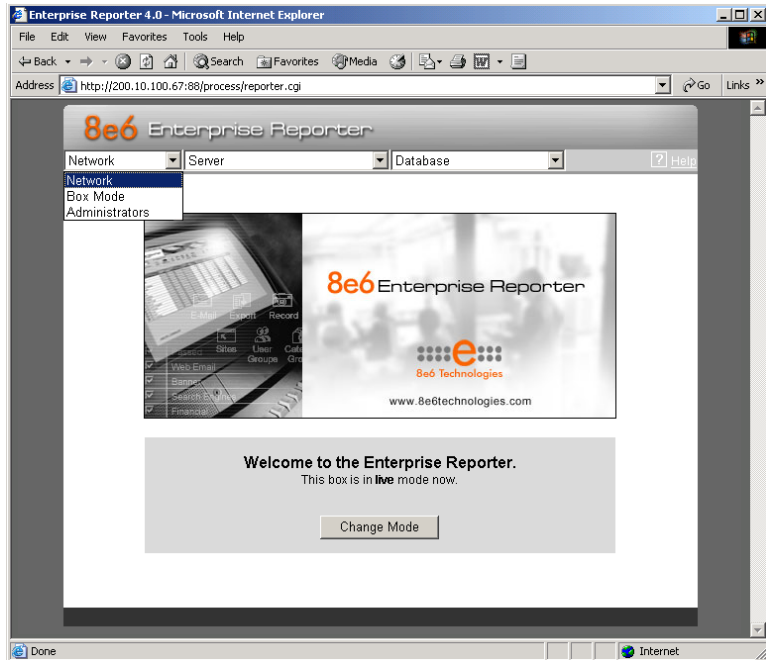 Enterprise Reporter 4.0 - Microsoft Internet Explorer
File Edit View Favorites Tools Help
Back Search Favorites Media
Address http://200.10.100.67:88/process/reporter.cgi Go Links »
8e6 Enterprise Reporter
Network Server Database ? Help
Network
Box Mode
Administrators
8e6 Enterprise Reporter
E-Mail Export Record
Sites User Groups
Web Email
Banner
Search Engines
Financial
8e6 Technologies
www.8e6technologies.com
Welcome to the Enterprise Reporter.
This box is in live mode now.
Change Mode
Done Internet